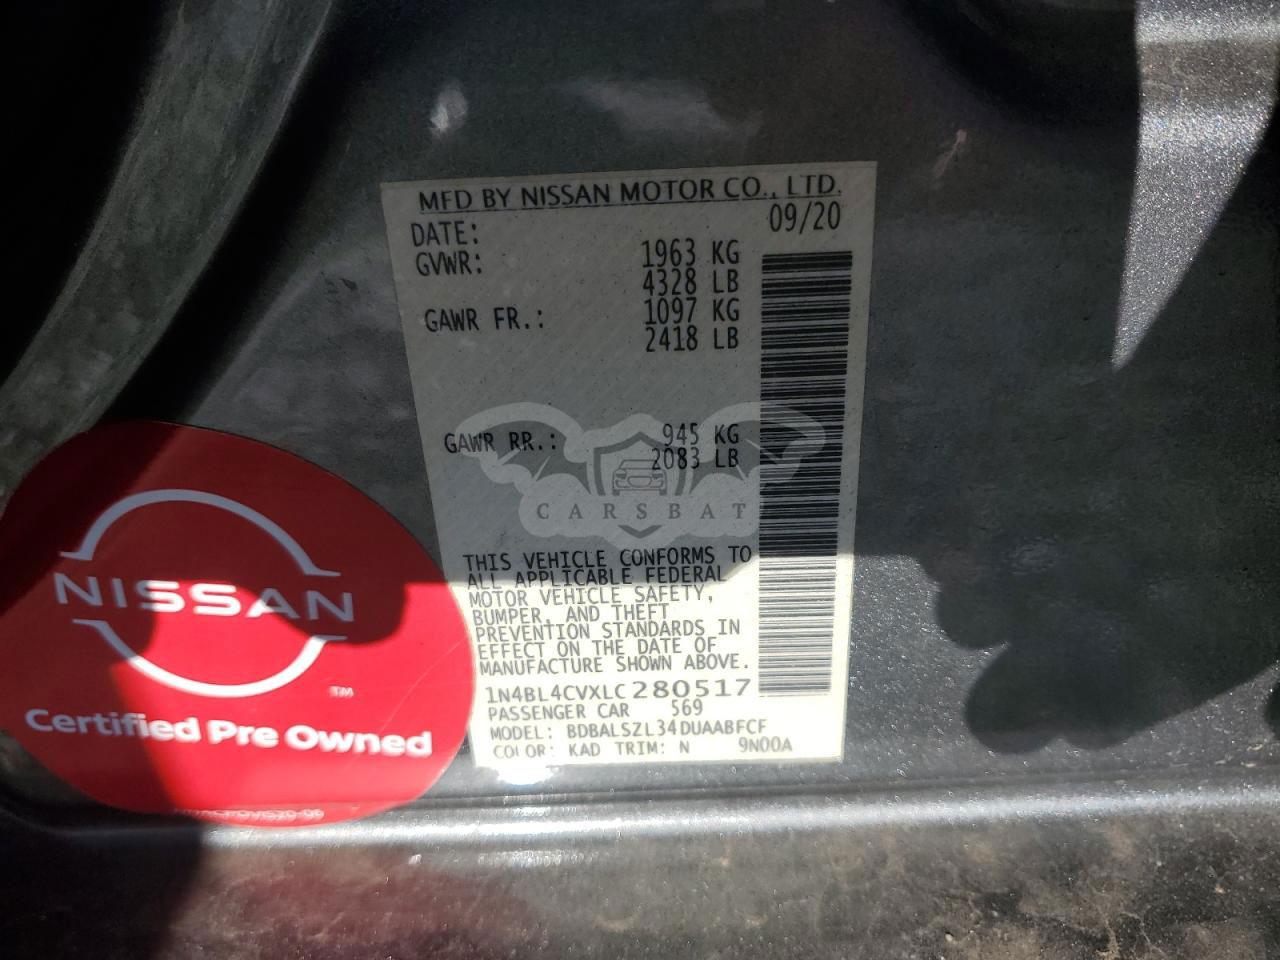 MFD BY NISSAN MOTOR CO., LTD.
DATE: 09/20
GVWR: 1963 KG
4328 LB
GAWR FR.: 1097 KG
2418 LB
GAWR RR.: 945 KG
2083 LB
CARSBAT
THIS VEHICLE CONFORMS TO
ALL APPLICABLE FEDERAL
MOTOR VEHICLE SAFETY,
BUMPER, AND THEFT
PREVENTION STANDARDS IN
EFFECT ON THE DATE OF
MANUFACTURE SHOWN ABOVE.
1N4BL4CVXLC280517
PASSENGER CAR 569
MODEL: BDBALSZL34DUAABFCF
COLOR: KAD TRIM: N 9N00A
NISSAN
TM
Certified Pre Owned